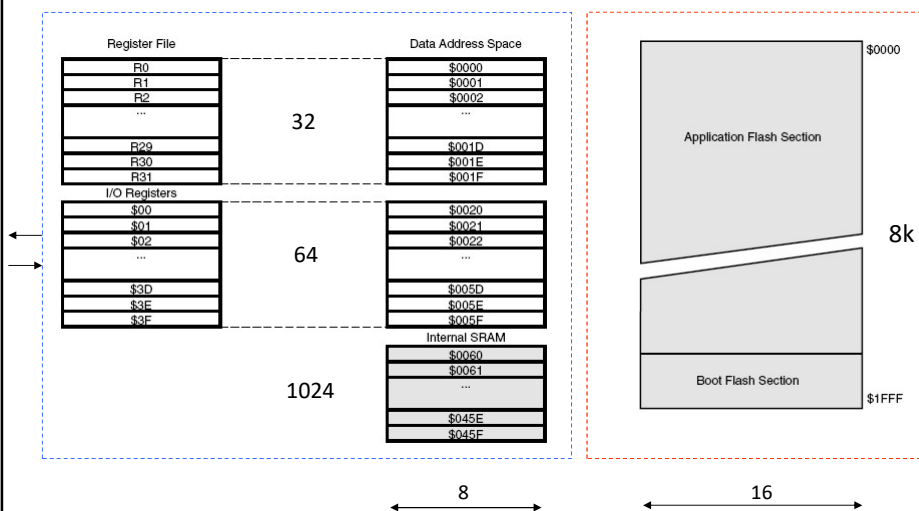 Register File
R0
R1
R2
...
R29
R30
R31
I/O Registers
$00
$01
$02
...
$3D
$3E
$3F
32
64
1024
Data Address Space
$0000
$0001
$0002
...
$001D
$001E
$001F
$0020
$0021
$0022
...
$005D
$005E
$005F
Internal SRAM
$0060
$0061
...
$045E
$045F
8
$0000
Application Flash Section
8k
Boot Flash Section
$1FFF
16